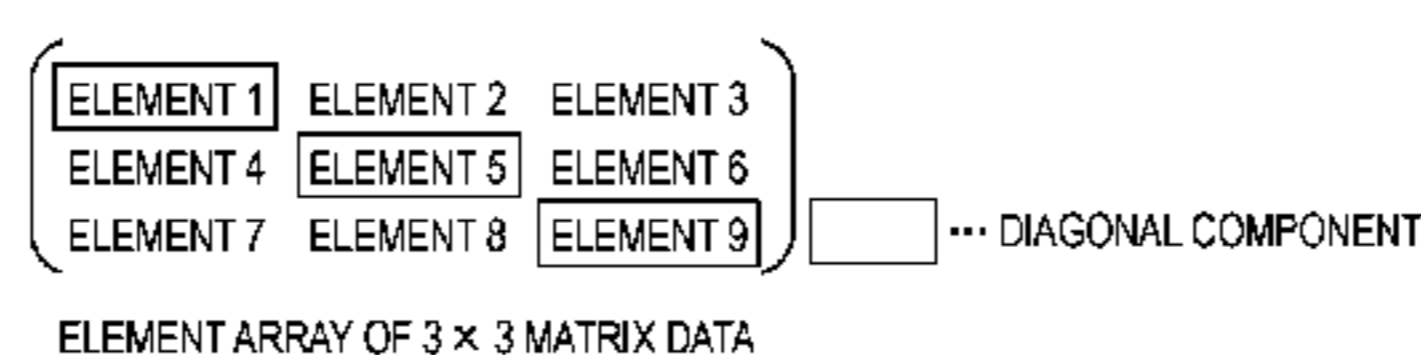 ELEMENT 1 ELEMENT 2 ELEMENT 3
ELEMENT 4 ELEMENT 5 ELEMENT 6
ELEMENT 7 ELEMENT 8 ELEMENT 9 ··· DIAGONAL COMPONENT
ELEMENT ARRAY OF 3 × 3 MATRIX DATA